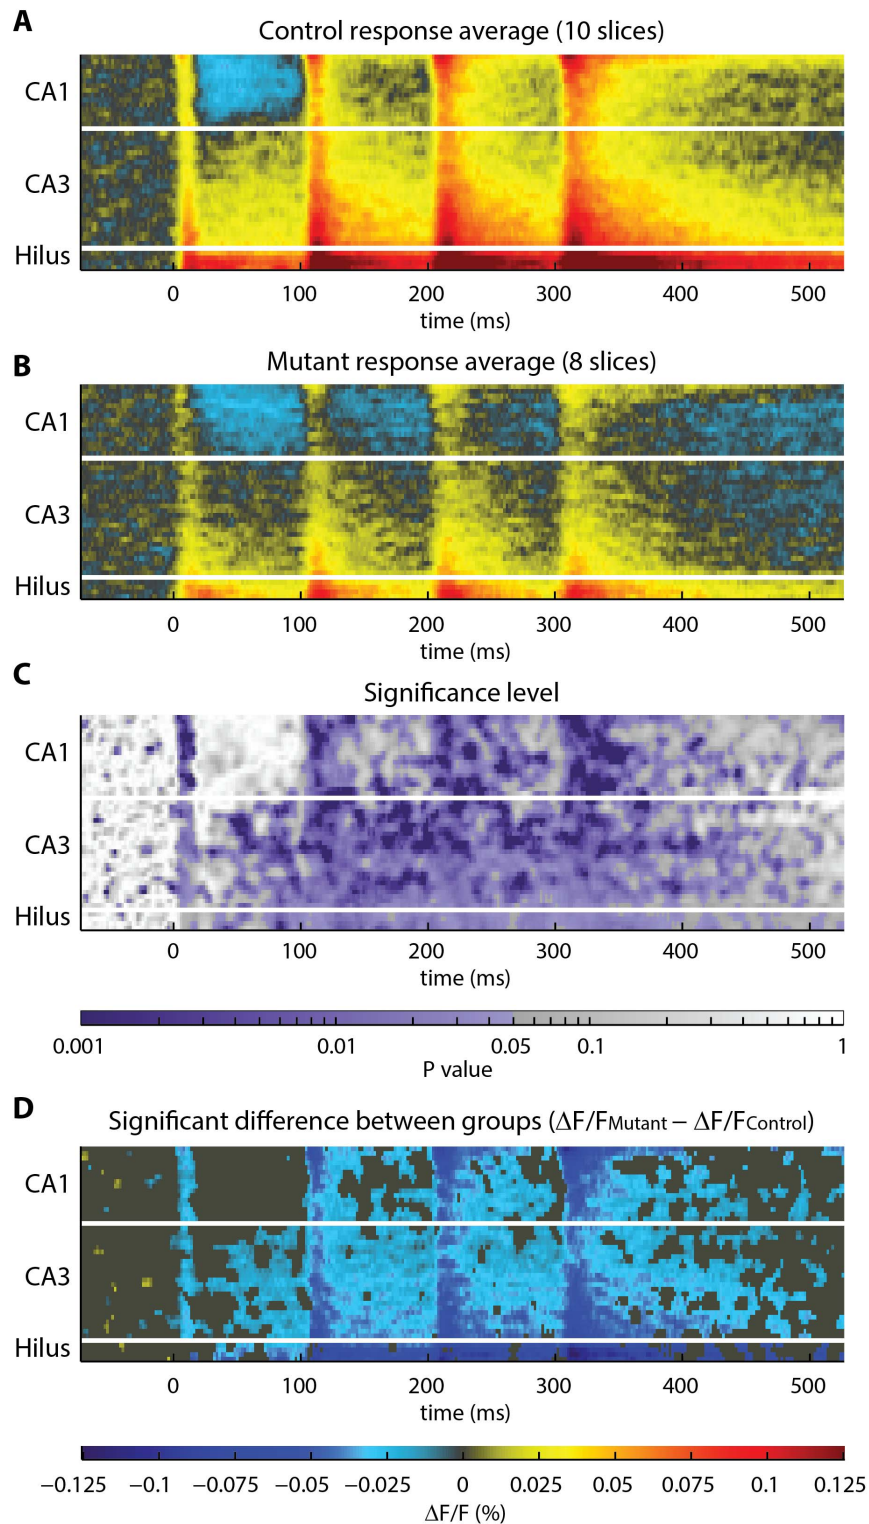 A
Control response average (10 slices)
CA1
CA3
Hilus
0 100 200 300 400 500
time (ms)
B
Mutant response average (8 slices)
CA1
CA3
Hilus
0 100 200 300 400 500
time (ms)
C
Significance level
CA1
CA3
Hilus
0 100 200 300 400 500
time (ms)
0.001 0.01 0.05 0.1 1
P value
D
Significant difference between groups (ΔF/FMutant − ΔF/FControl)
CA1
CA3
Hilus
0 100 200 300 400 500
time (ms)
−0.125 −0.1 −0.075 −0.05 −0.025 0 0.025 0.05 0.075 0.1 0.125
ΔF/F (%)